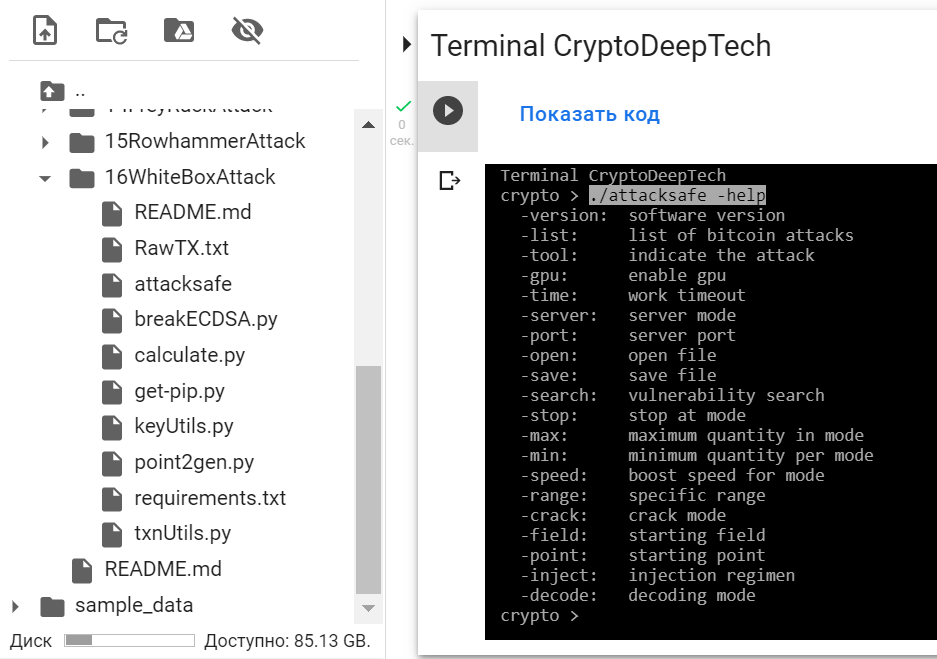 ..
15RowhammerAttack
16WhiteBoxAttack
README.md
RawTX.txt
attacksafe
breakECDSA.py
calculate.py
get-pip.py
keyUtils.py
point2gen.py
requirements.txt
txnUtils.py
README.md
sample_data
Диск Доступно: 85.13 GB.
0
сек.
Terminal CryptoDeepTech
Показать код
Terminal CryptoDeepTech
crypto > ./attacksafe -help
-version: software version
-list: list of bitcoin attacks
-tool: indicate the attack
-gpu: enable gpu
-time: work timeout
-server: server mode
-port: server port
-open: open file
-save: save file
-search: vulnerability search
-stop: stop at mode
-max: maximum quantity in mode
-min: minimum quantity per mode
-speed: boost speed for mode
-range: specific range
-crack: crack mode
-field: starting field
-point: starting point
-inject: injection regimen
-decode: decoding mode
crypto >